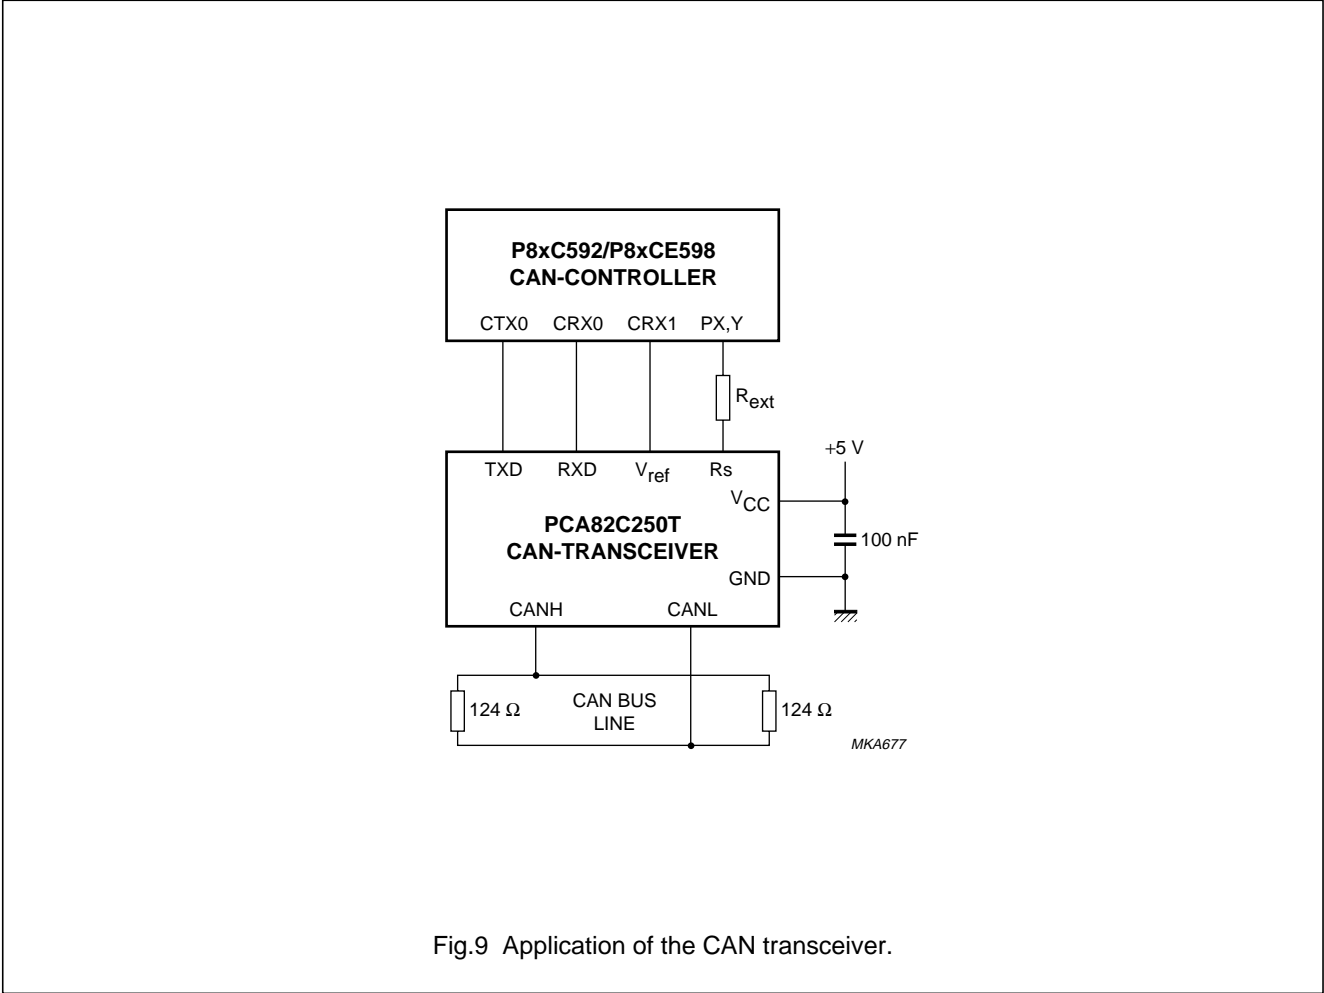 P8xC592/P8xCE598
CAN-CONTROLLER
CTX0 CRX0 CRX1 PX,Y
Rext
+5 V
TXD RXD Vref Rs
VCC
PCA82C250T
CAN-TRANSCEIVER
100 nF
GND
CANH CANL
124 Ω
CAN BUS
LINE
124 Ω
MKA677
Fig.9 Application of the CAN transceiver.